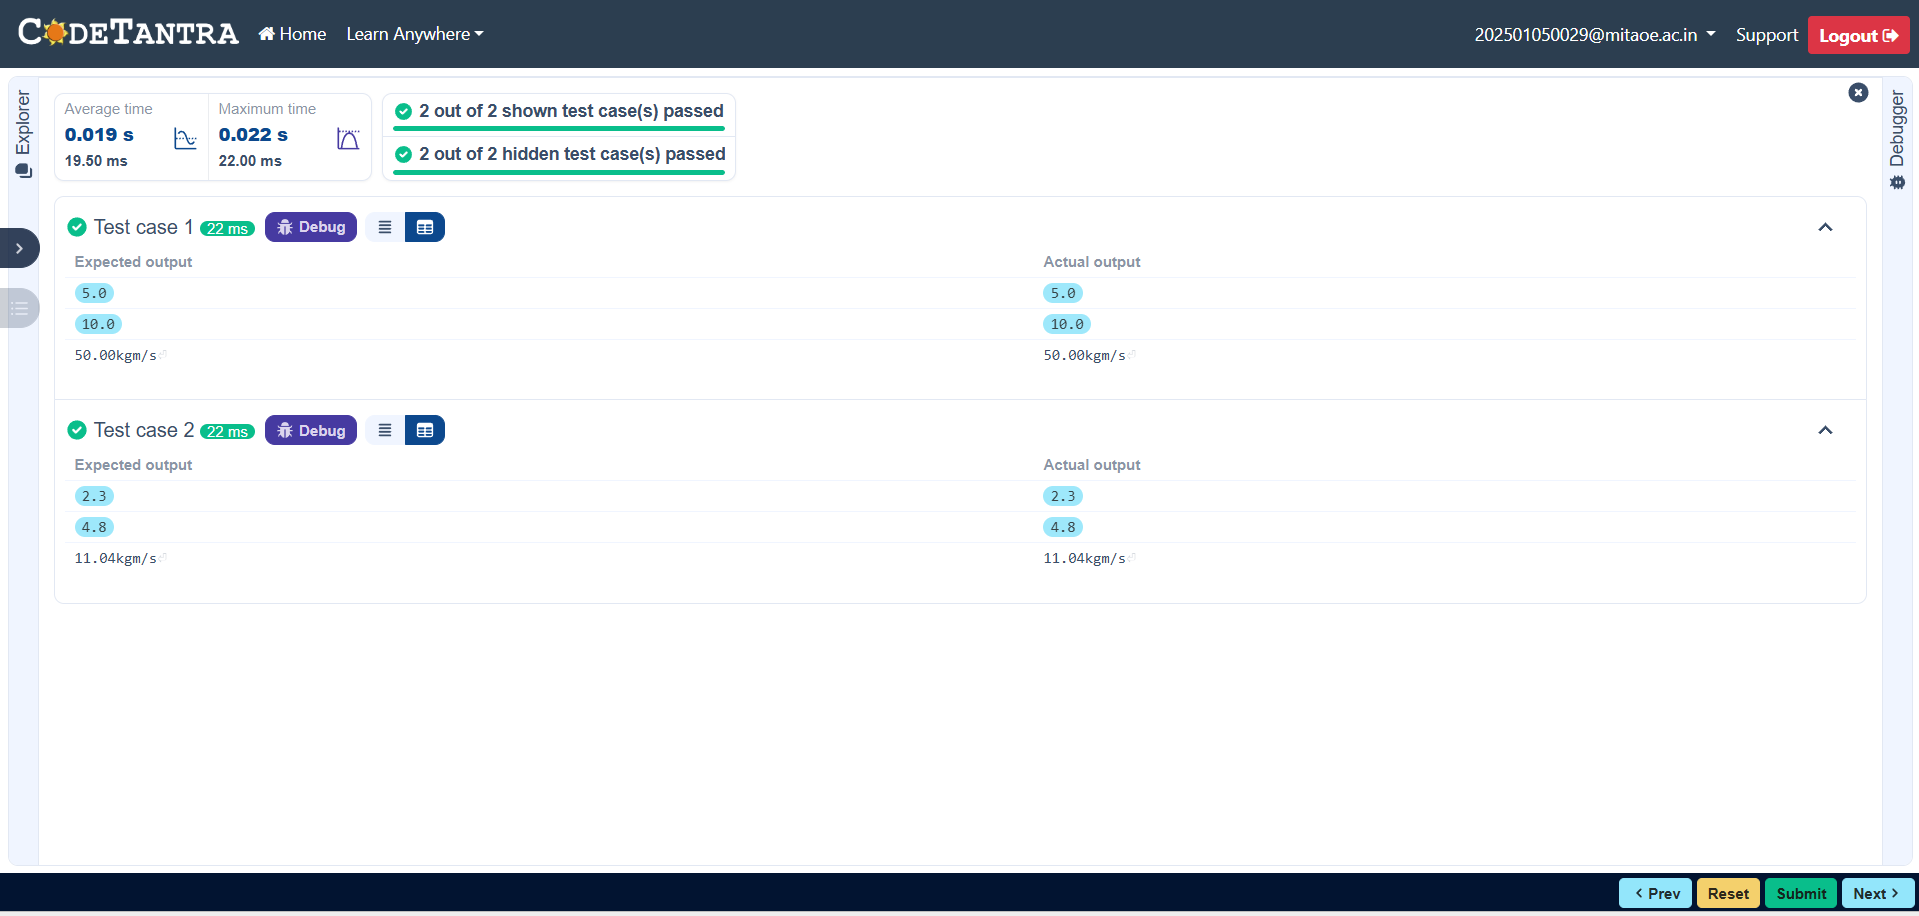 CODETANTRA Home Learn Anywhere 202501050029@mitaoe.ac.in Support Logout
Explorer
Average time
0.019 s
19.50 ms
Maximum time
0.022 s
22.00 ms
2 out of 2 shown test case(s) passed
2 out of 2 hidden test case(s) passed
Debugger
Test case 1 22 ms Debug
Expected output Actual output
5.0 5.0
10.0 10.0
50.00kgm/s 50.00kgm/s
Test case 2 22 ms Debug
Expected output Actual output
2.3 2.3
4.8 4.8
11.04kgm/s 11.04kgm/s
Prev Reset Submit Next